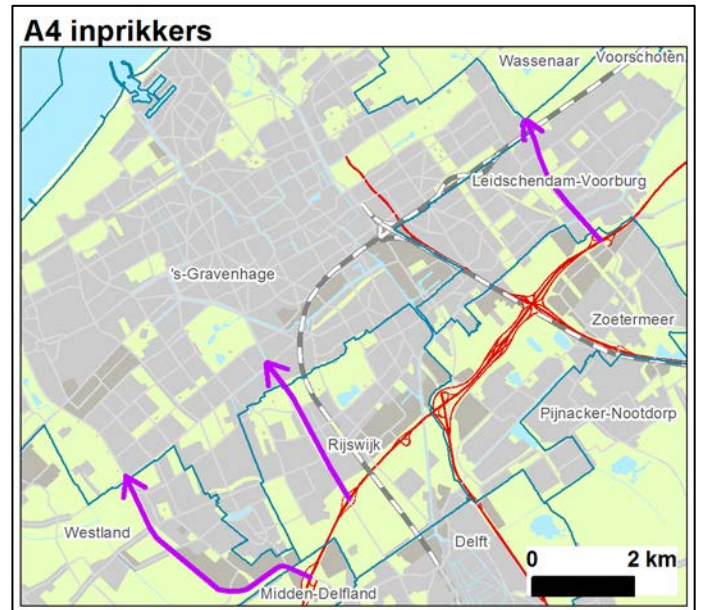 A4 inprikkers
Wassenaar
Voorschoten
Leidschendam-Voorburg
's-Gravenhage
Zoetermeer
Pijnacker-Nootdorp
Rijswijk
Westland
Delft
0 2 km
Midden-Delfland